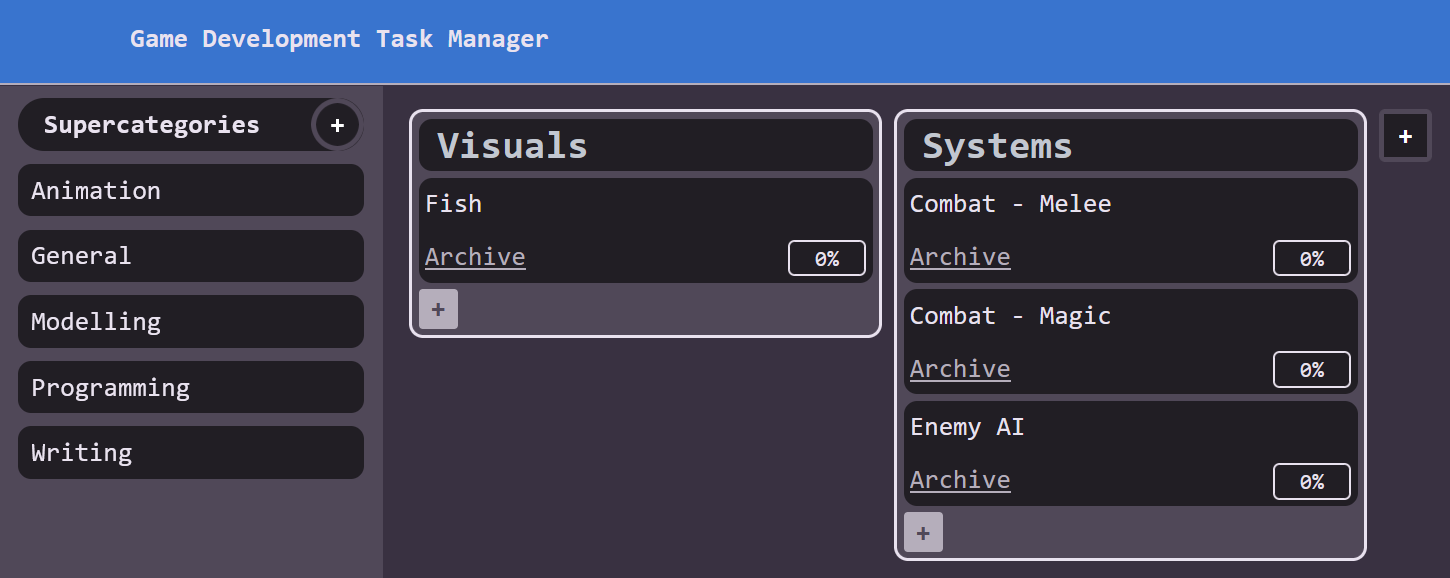 Game Development Task Manager
Supercategories +
Animation
General
Modelling
Programming
Writing
Visuals
Fish
Archive 0%
+
Systems
Combat - Melee
Archive 0%
Combat - Magic
Archive 0%
Enemy AI
Archive 0%
+
+